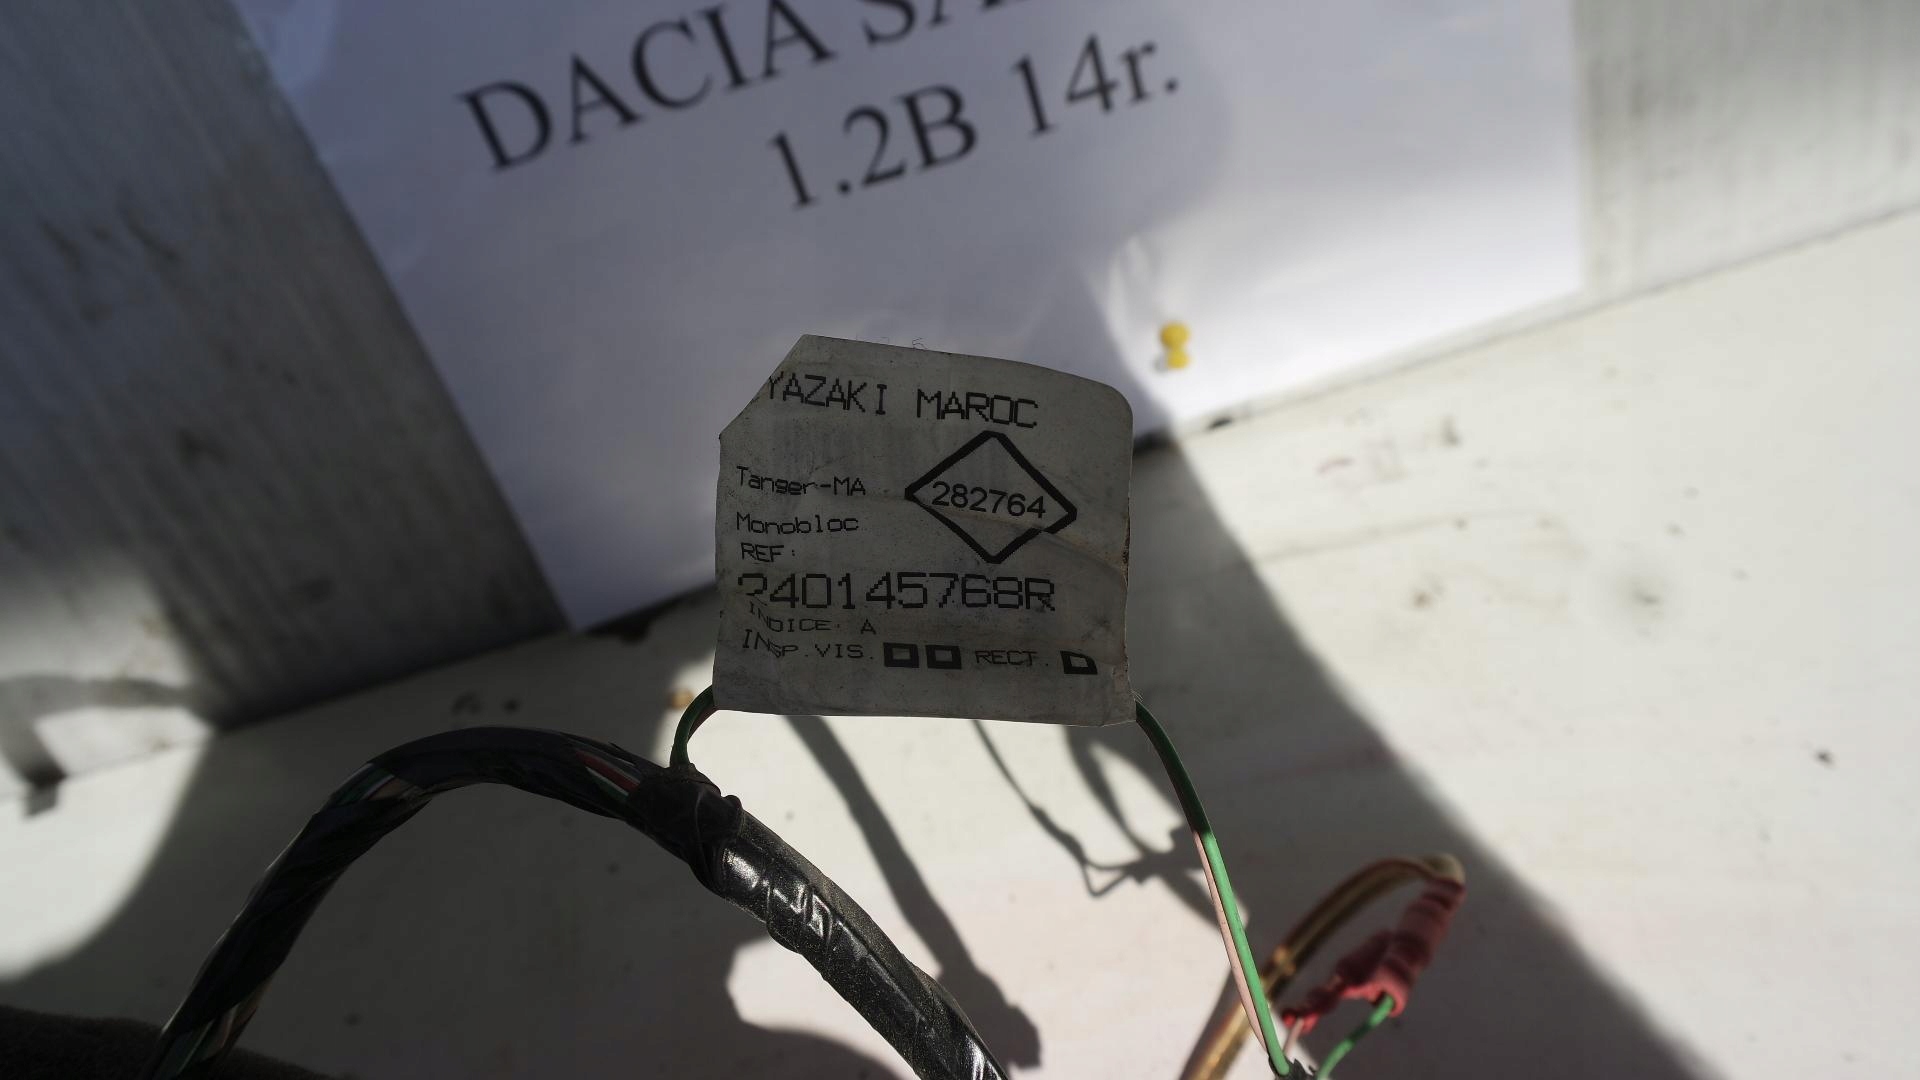 DACIA
1.2B 14r.
YAZAKI MAROC
Tanger-MA
282764
Monobloc
REF:
240145768R
INDICE: A
INSP.VIS. RECT.